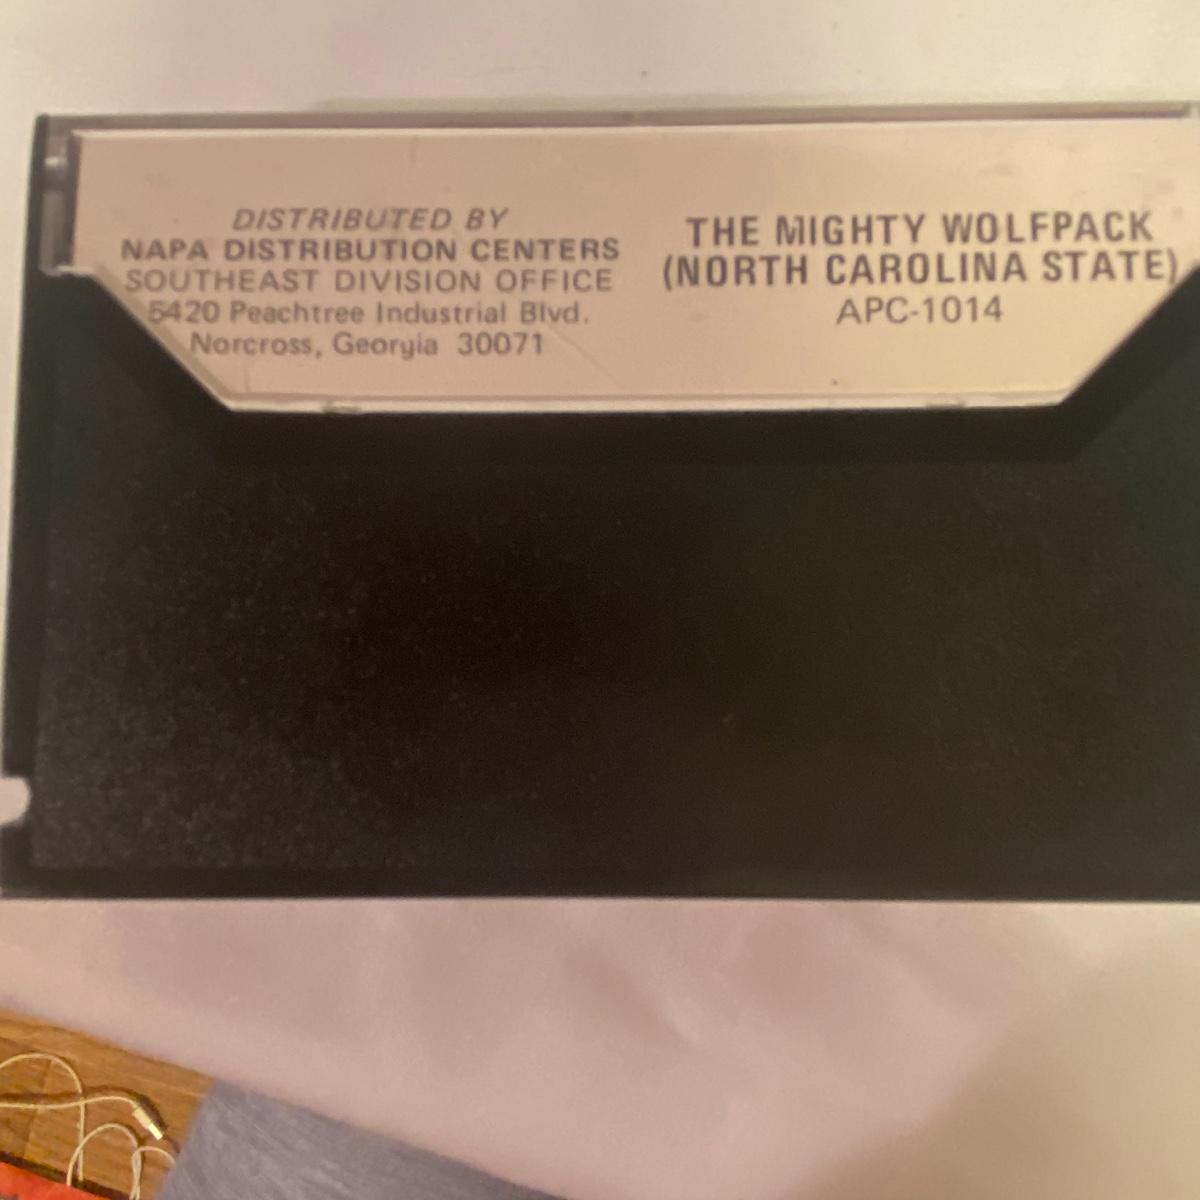 DISTRIBUTED BY
NAPA DISTRIBUTION CENTERS
SOUTHEAST DIVISION OFFICE
5420 Peachtree Industrial Blvd.
Norcross, Georgia 30071
THE MIGHTY WOLFPACK
(NORTH CAROLINA STATE)
APC-1014